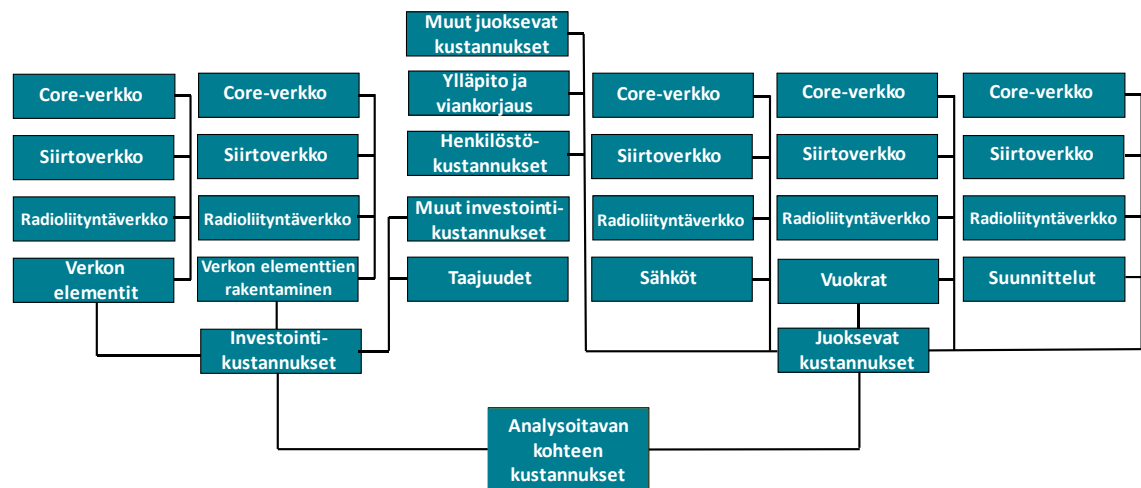 Muut juoksevat
kustannukset
Core-verkko
Core-verkko
Ylläpito ja
viankorjaus
Core-verkko
Core-verkko
Core-verkko
Siirtoverkko
Siirtoverkko
Henkilöstö-
kustannukset
Siirtoverkko
Siirtoverkko
Siirtoverkko
Radioliityntäverkko
Radioliityntäverkko
Muut investointi-
kustannukset
Radioliityntäverkko
Radioliityntäverkko
Radioliityntäverkko
Verkon
elementit
Verkon elementtien
rakentaminen
Taajuudet
Sähköt
Vuokrat
Suunnittelut
Investointi-
kustannukset
Juoksevat
kustannukset
Analysoitavan
kohteen
kustannukset